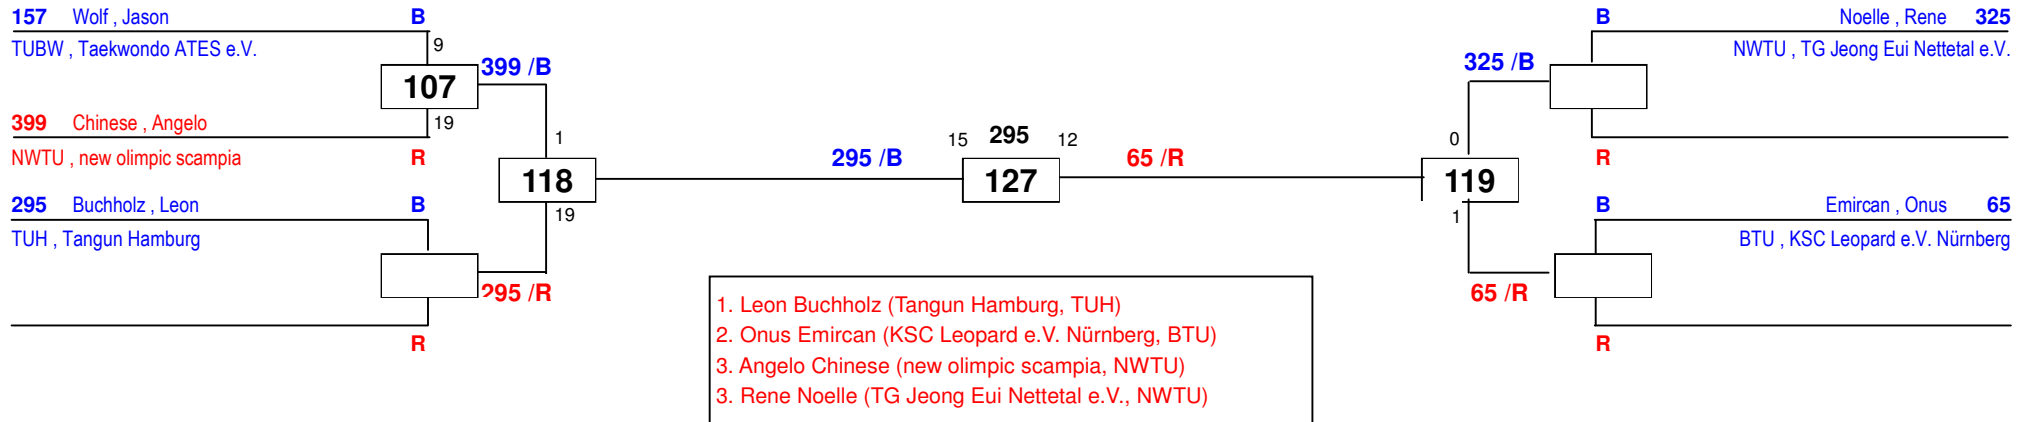 157 Wolf , Jason B
TUBW , Taekwondo ATES e.V.
9
107
399 /B
399 Chinese , Angelo
19
NWTU , new olimpic scampia R
1
118
19
295 Buchholz , Leon B
TUH , Tangun Hamburg
295 /R
R
295 /B
15 295 12
127
65 /R
B Noelle , Rene 325
NWTU , TG Jeong Eui Nettetal e.V.
325 /B
R
0
119
1
B Emircan , Onus 65
BTU , KSC Leopard e.V. Nürnberg
65 /R
R
1. Leon Buchholz (Tangun Hamburg, TUH)
2. Onus Emircan (KSC Leopard e.V. Nürnberg, BTU)
3. Angelo Chinese (new olimpic scampia, NWTU)
3. Rene Noelle (TG Jeong Eui Nettetal e.V., NWTU)